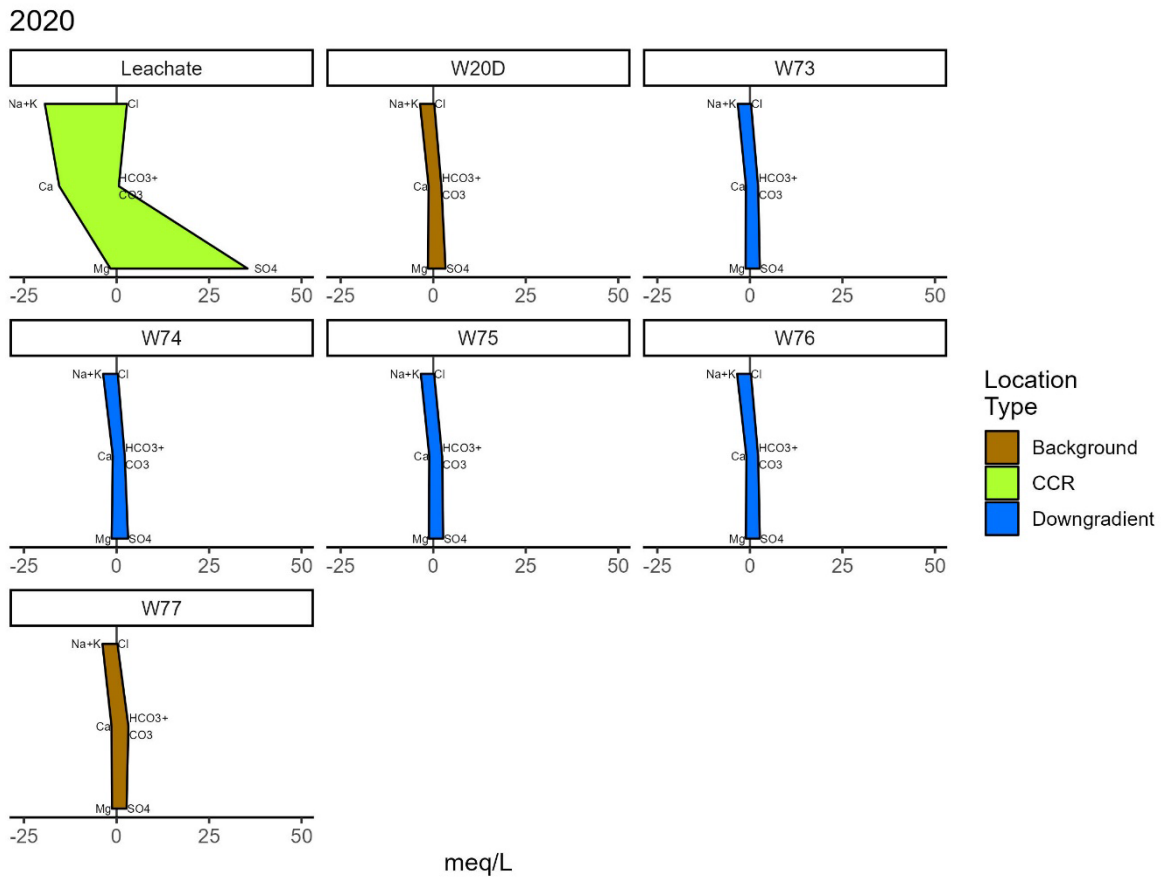 2020
Leachate
W20D
W73
Na+K Cl
Ca HCO3+
CO3
Mg SO4
-25 0 25 50
Na+K Cl
Ca HCO3+
CO3
Mg SO4
-25 0 25 50
Na+K Cl
Ca HCO3+
CO3
Mg SO4
-25 0 25 50
W74
W75
W76
Na+K Cl
Ca HCO3+
CO3
Mg SO4
-25 0 25 50
Na+K Cl
Ca HCO3+
CO3
Mg SO4
-25 0 25 50
Na+K Cl
Ca HCO3+
CO3
Mg SO4
-25 0 25 50
W77
Na+K Cl
Ca HCO3+
CO3
Mg SO4
-25 0 25 50
meq/L
Location
Type
Background
CCR
Downgradient